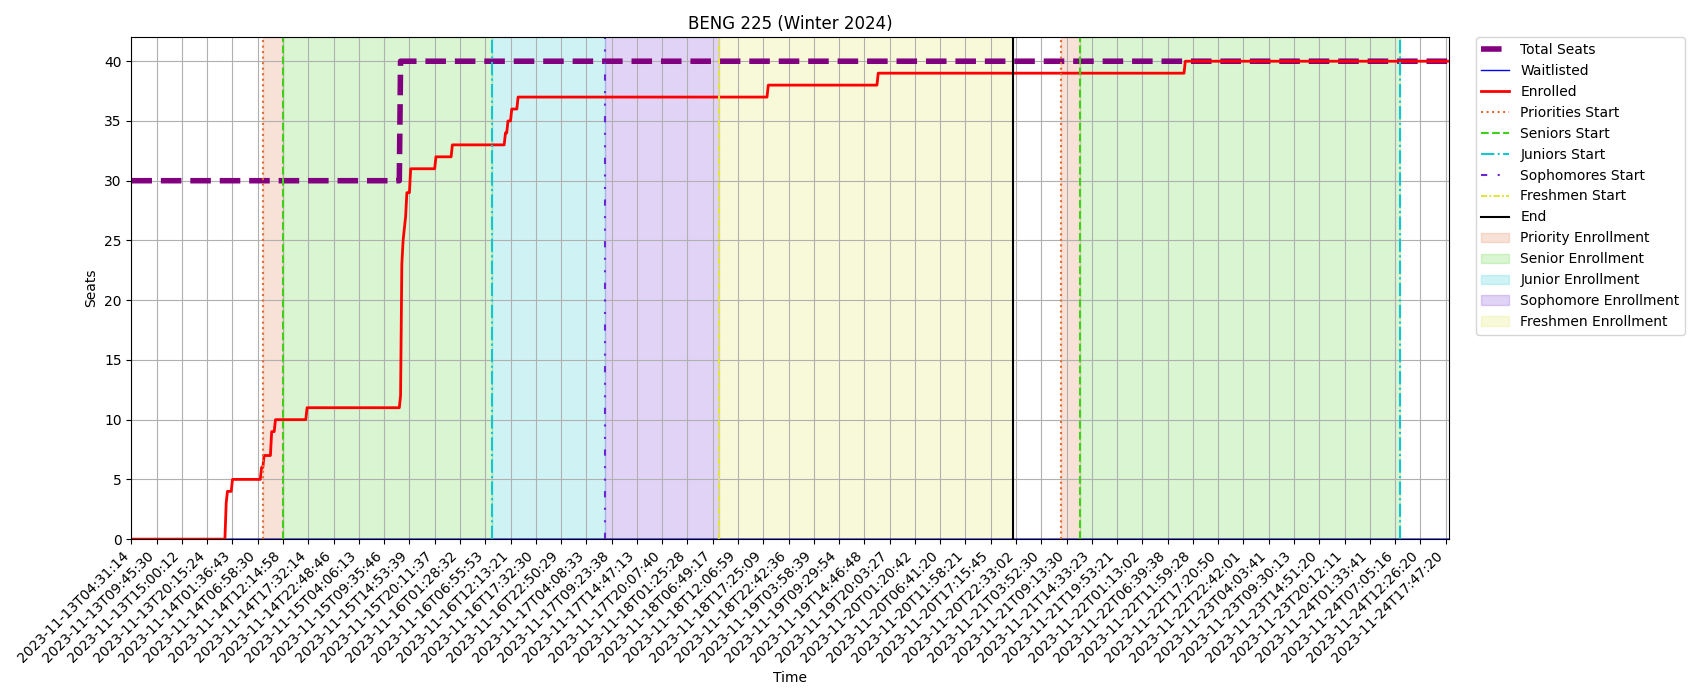 BENG 225 (Winter 2024)
40
35
30
25
20
15
10
5
0
Seats
2023-11-13T04:31:14
2023-11-13T09:45:30
2023-11-13T15:00:12
2023-11-13T20:15:24
2023-11-14T01:36:43
2023-11-14T06:58:30
2023-11-14T12:14:58
2023-11-14T17:32:14
2023-11-14T22:48:46
2023-11-15T04:06:13
2023-11-15T09:35:46
2023-11-15T14:53:39
2023-11-15T20:11:37
2023-11-16T01:28:32
2023-11-16T06:55:53
2023-11-16T12:13:21
2023-11-16T17:32:30
2023-11-16T22:50:29
2023-11-17T04:08:33
2023-11-17T09:23:38
2023-11-17T14:47:13
2023-11-17T20:07:40
2023-11-18T01:25:28
2023-11-18T06:49:17
2023-11-18T12:06:59
2023-11-18T17:25:09
2023-11-18T22:42:36
2023-11-19T03:58:39
2023-11-19T09:29:54
2023-11-19T14:46:48
2023-11-19T20:03:27
2023-11-20T01:20:42
2023-11-20T06:41:20
2023-11-20T11:58:21
2023-11-20T17:15:45
2023-11-20T22:33:02
2023-11-21T03:52:30
2023-11-21T09:13:30
2023-11-21T14:33:23
2023-11-21T19:53:21
2023-11-22T01:13:02
2023-11-22T06:39:38
2023-11-22T11:59:28
2023-11-22T17:20:50
2023-11-22T22:42:01
2023-11-23T04:03:41
2023-11-23T09:30:13
2023-11-23T14:51:20
2023-11-23T20:12:11
2023-11-24T01:33:41
2023-11-24T07:05:16
2023-11-24T12:26:20
2023-11-24T17:47:20
Time
Total Seats
Waitlisted
Enrolled
Priorities Start
Seniors Start
Juniors Start
Sophomores Start
Freshmen Start
End
Priority Enrollment
Senior Enrollment
Junior Enrollment
Sophomore Enrollment
Freshmen Enrollment